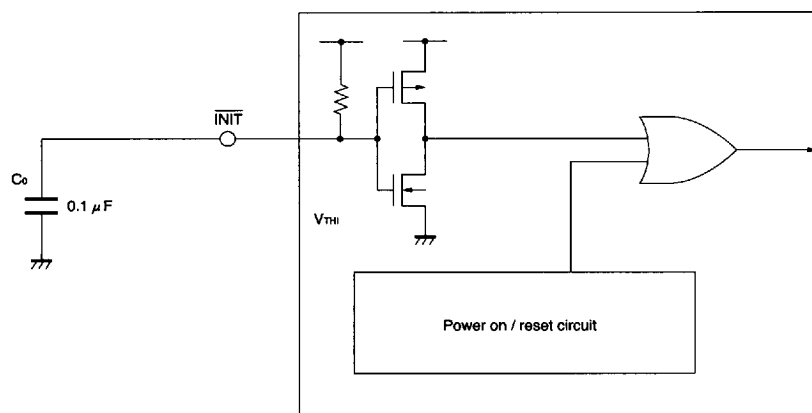 INIT
C0
0.1 μF
VTHI
Power on / reset circuit